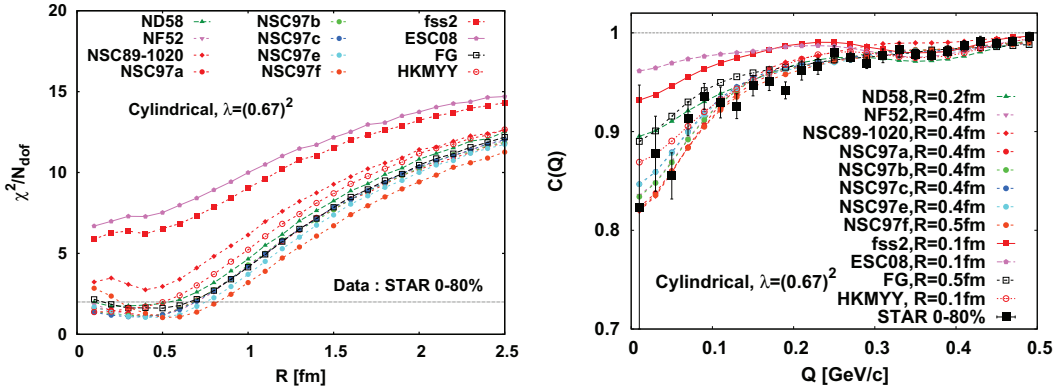 20
15
10
5
0
χ²/N_dof
ND58
NF52
NSC89-1020
NSC97a
NSC97b
NSC97c
NSC97e
NSC97f
fss2
ESC08
FG
HKMYY
Cylindrical, λ=(0.67)²
Data : STAR 0-80%
0 0.5 1 1.5 2 2.5
R [fm]
1
0.9
0.8
0.7
C(Q)
ND58,R=0.2fm
NF52,R=0.4fm
NSC89-1020,R=0.4fm
NSC97a,R=0.4fm
NSC97b,R=0.4fm
NSC97c,R=0.4fm
NSC97e,R=0.4fm
NSC97f,R=0.5fm
fss2,R=0.1fm
ESC08,R=0.1fm
FG,R=0.5fm
HKMYY, R=0.1fm
STAR 0-80%
Cylindrical, λ=(0.67)²
0 0.1 0.2 0.3 0.4 0.5
Q [GeV/c]